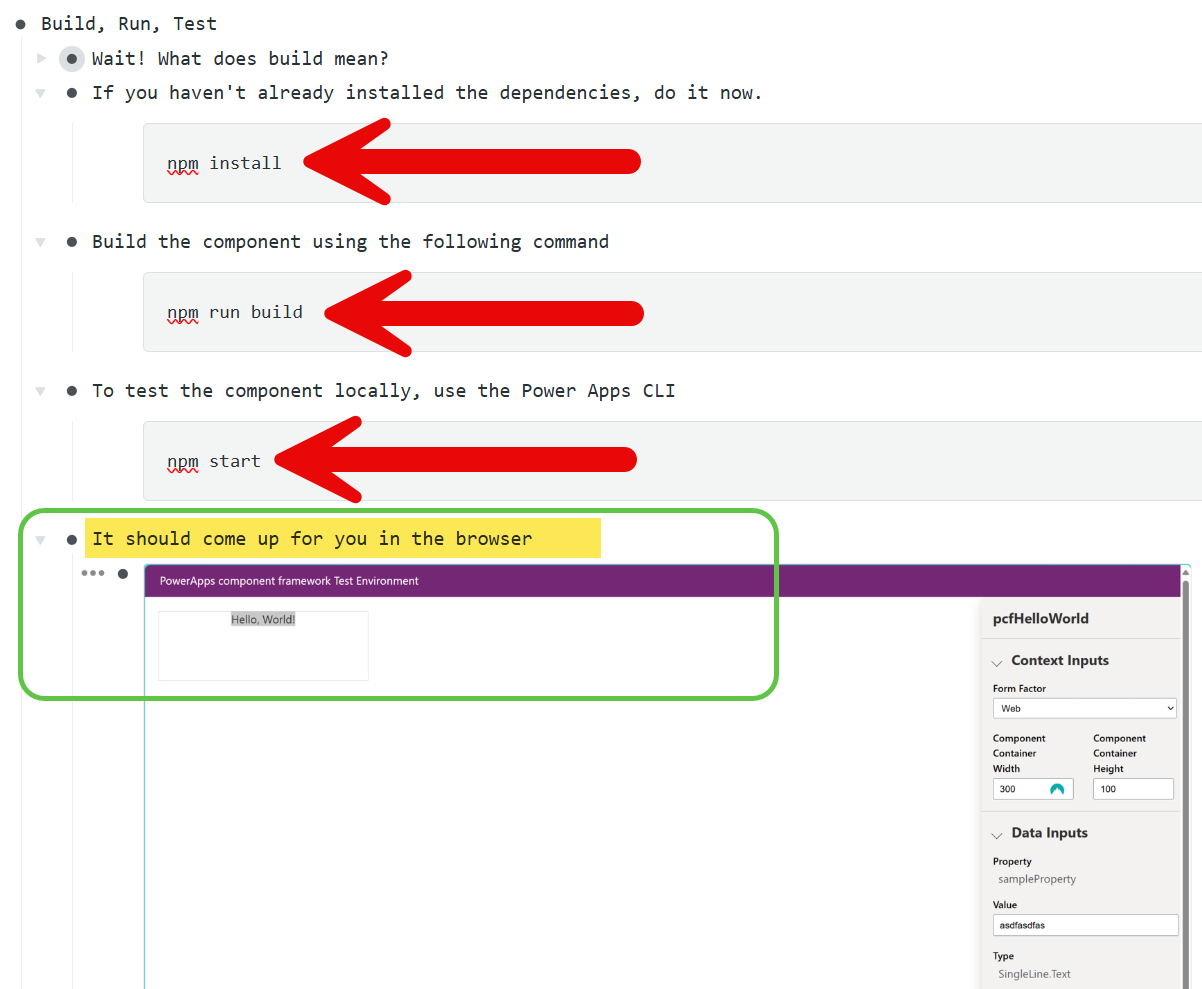 Build, Run, Test
Wait! What does build mean?
If you haven't already installed the dependencies, do it now.
npm install
Build the component using the following command
npm run build
To test the component locally, use the Power Apps CLI
npm start
It should come up for you in the browser
PowerApps component framework Test Environment
Hello, World!
pcfHelloWorld
Context Inputs
Form Factor
Web
Component Container Width
Component Container Height
300
100
Data Inputs
Property
sampleProperty
Value
asdfasdfas
Type
SingleLine.Text